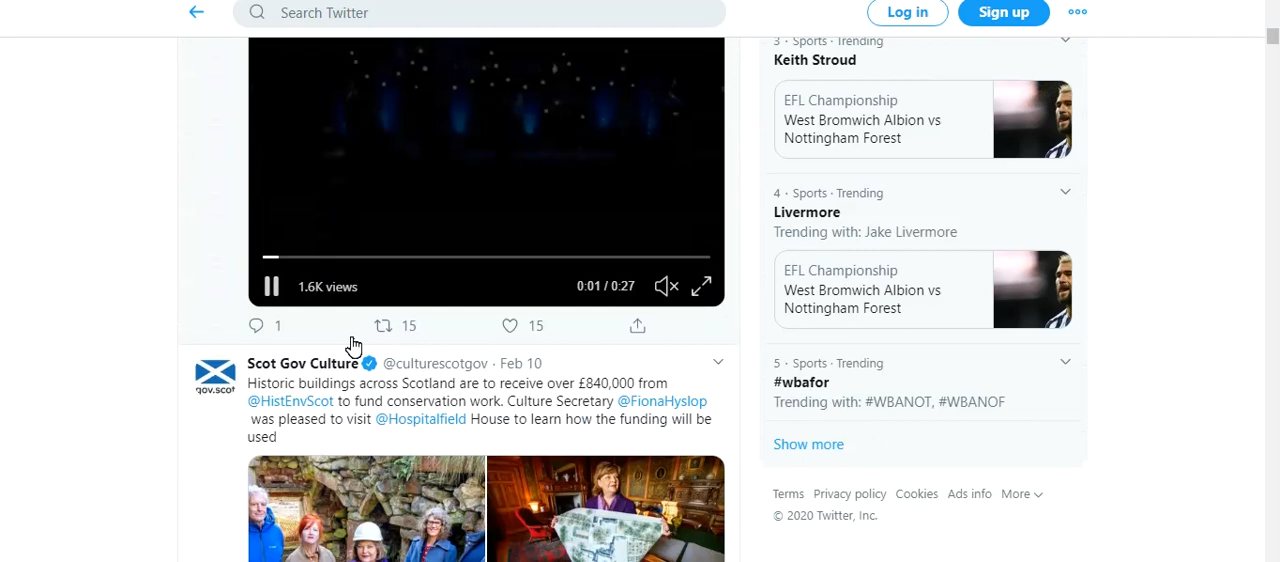 Search Twitter
Log in
Sign up
1.6K views
0:01 / 0:27
1
15
15
Scot Gov Culture @culturescotgov · Feb 10
gov.scot
Historic buildings across Scotland are to receive over £840,000 from
@HistEnvScot to fund conservation work. Culture Secretary @FionaHyslop
was pleased to visit @Hospitalfield House to learn how the funding will be
used
3 · Sports · Trending
Keith Stroud
EFL Championship
West Bromwich Albion vs
Nottingham Forest
4 · Sports · Trending
Livermore
Trending with: Jake Livermore
EFL Championship
West Bromwich Albion vs
Nottingham Forest
5 · Sports · Trending
#wbafor
Trending with: #WBANOT, #WBANOF
Show more
Terms Privacy policy Cookies Ads info More
© 2020 Twitter, Inc.